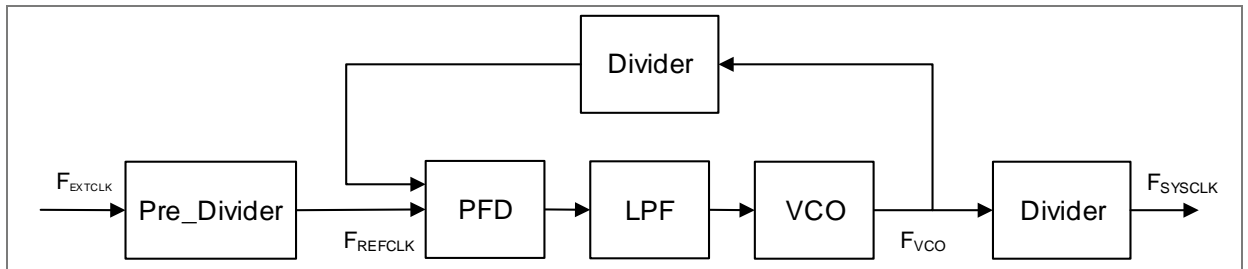 Divider
F_EXTCLK
Pre_Divider
F_REFCLK
PFD
LPF
VCO
F_VCO
Divider
F_SYSCLK